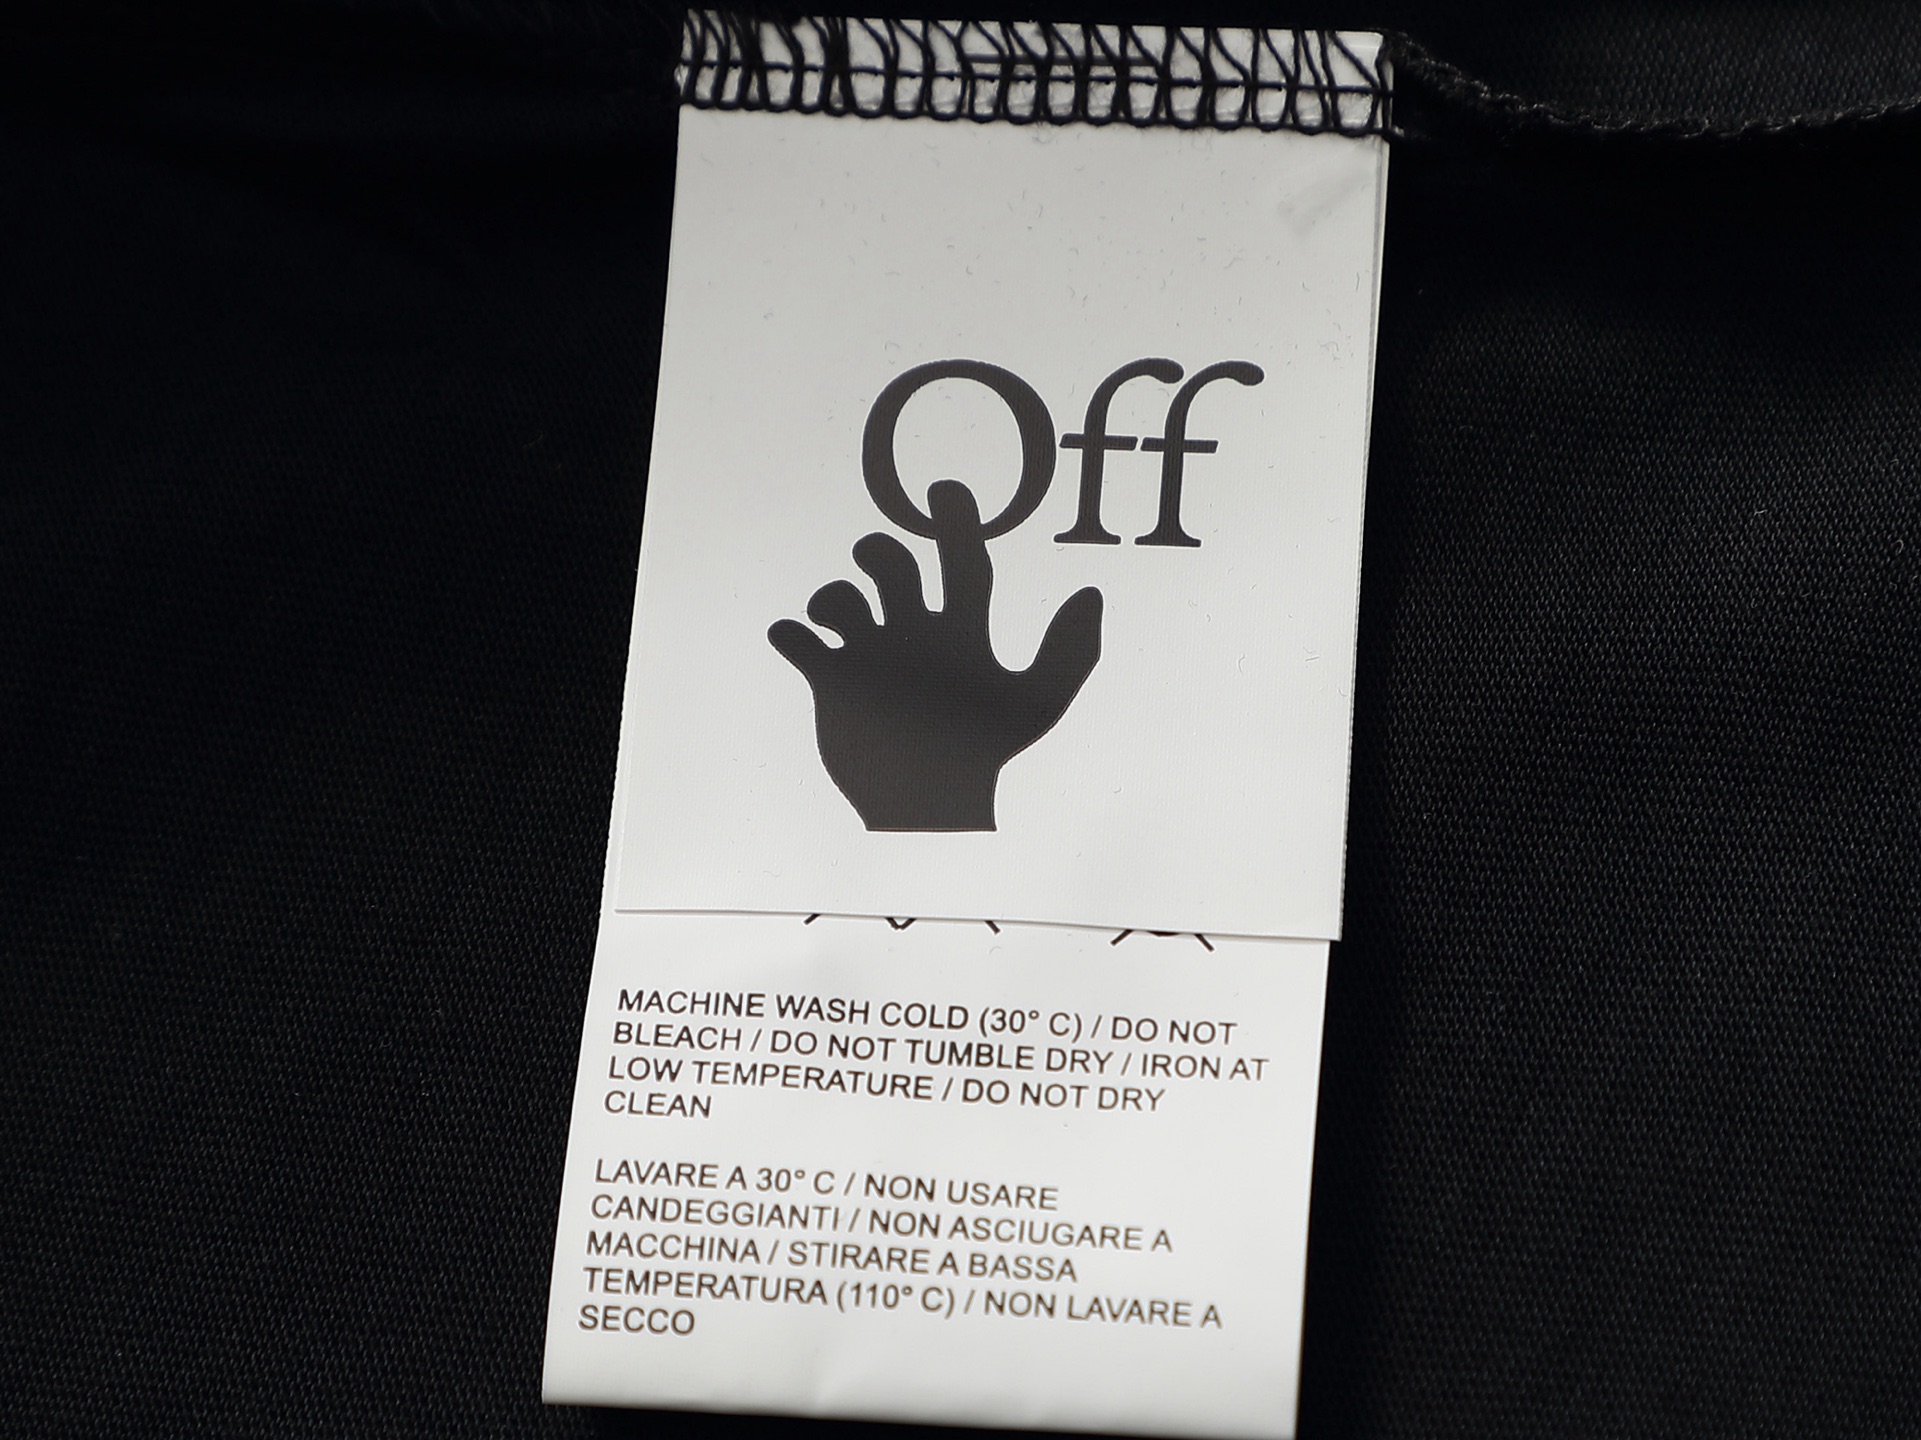 Off
MACHINE WASH COLD (30° C) / DO NOT
BLEACH / DO NOT TUMBLE DRY / IRON AT
LOW TEMPERATURE / DO NOT DRY
CLEAN
LAVARE A 30° C / NON USARE
CANDEGGIANTI / NON ASCIUGARE A
MACCHINA / STIRARE A BASSA
TEMPERATURA (110° C) / NON LAVARE A
SECCO